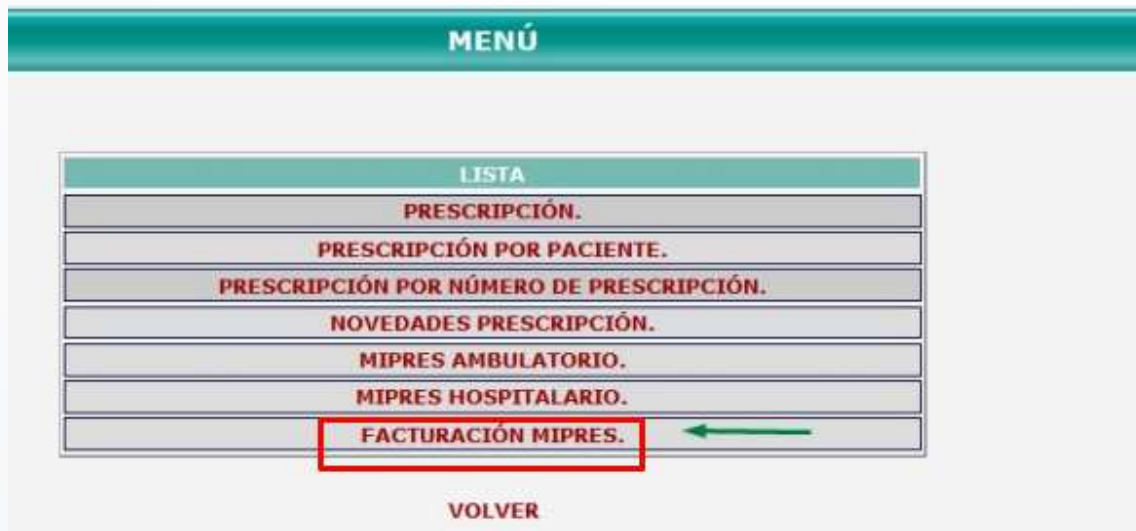 MENÚ
LISTA
PRESCRIPCIÓN.
PRESCRIPCIÓN POR PACIENTE.
PRESCRIPCIÓN POR NÚMERO DE PRESCRIPCIÓN.
NOVEDADES PRESCRIPCIÓN.
MIPRES AMBULATORIO.
MIPRES HOSPITALARIO.
FACTURACIÓN MIPRES.
VOLVER